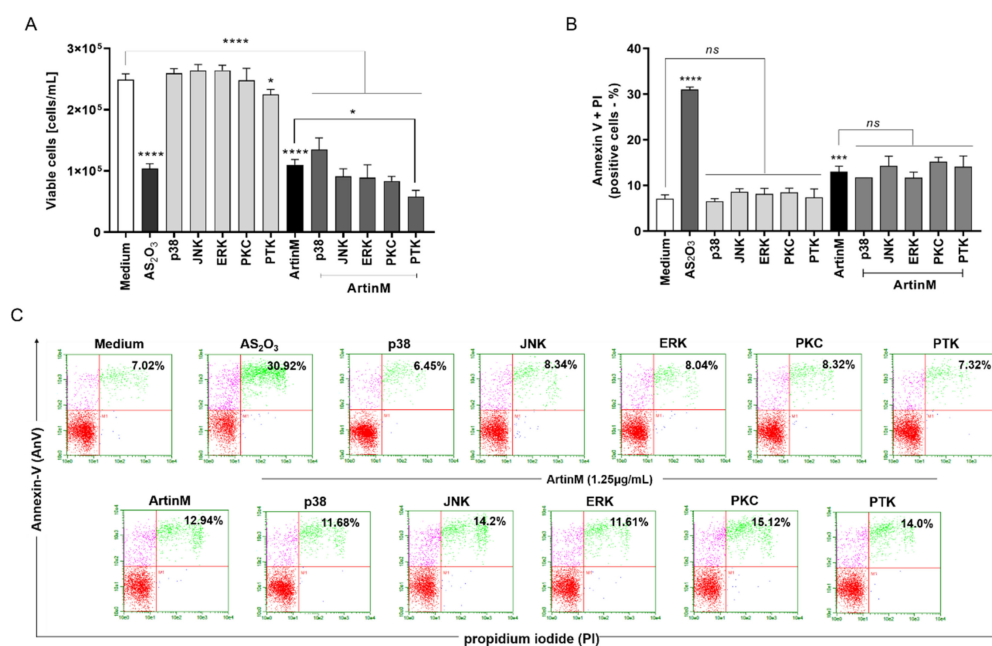 A
Viable cells [cells/mL]
3×10⁵
2×10⁵
1×10⁵
0
****
****
*
****
*
Medium
AS₂O₃
p38
JNK
ERK
PKC
PTK
ArtinM
p38
JNK
ERK
PKC
PTK
ArtinM
B
Annexin V + PI
(positive cells - %)
40
30
20
10
0
ns
****
ns
***
Medium
AS₂O₃
p38
JNK
ERK
PKC
PTK
ArtinM
p38
JNK
ERK
PKC
PTK
ArtinM
C
Annexin-V (AnV)
Medium AS₂O₃ p38 JNK ERK PKC PTK
7.02% 30.92% 6.45% 8.34% 8.04% 8.32% 7.32%
ArtinM (1.25µg/mL)
ArtinM p38 JNK ERK PKC PTK
12.94% 11.68% 14.2% 11.61% 15.12% 14.0%
propidium iodide (PI)